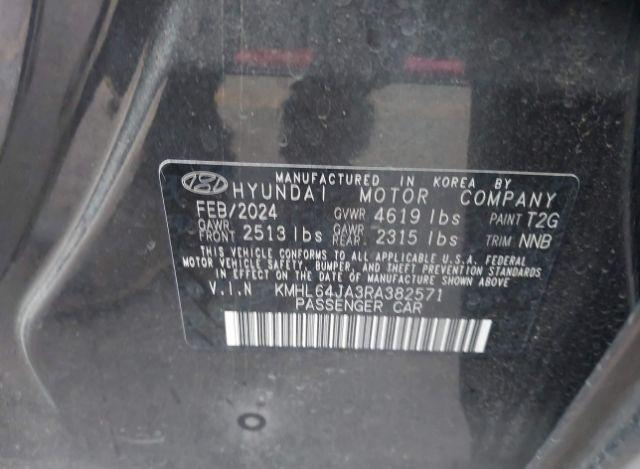 MANUFACTURED IN KOREA BY
HYUNDAI MOTOR COMPANY
FEB/2024 GVWR 4619 lbs PAINT T2G
GAWR FRONT 2513 lbs GAWR REAR 2315 lbs TRIM NNB
THIS VEHICLE CONFORMS TO ALL APPLICABLE U.S.A. FEDERAL
MOTOR VEHICLE SAFETY, BUMPER, AND THEFT PREVENTION STANDARDS
IN EFFECT ON THE DATE OF MANUFACTURE SHOWN ABOVE
V.I.N KMHL64JA3RA382571
PASSENGER CAR